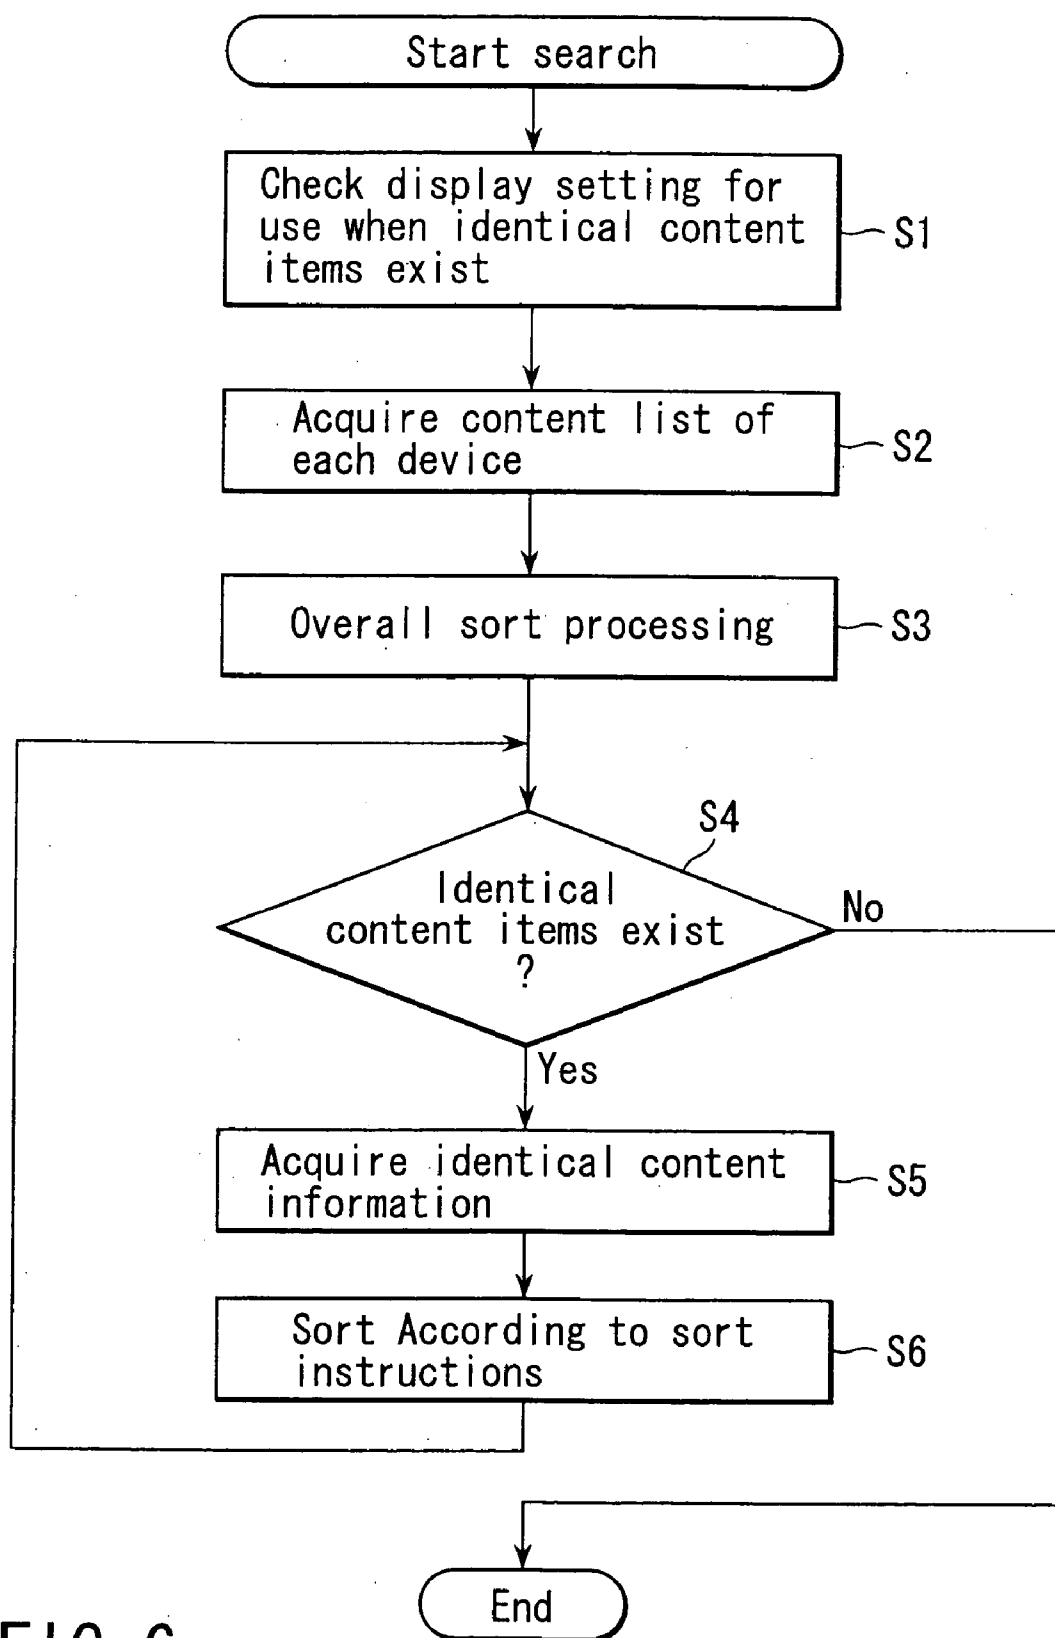 Start search
Check display setting for
use when identical content
items exist
S1
Acquire content list of
each device
S2
Overall sort processing
S3
S4
Identical
content items exist
?
No
Yes
Acquire identical content
information
S5
Sort According to sort
instructions
S6
End